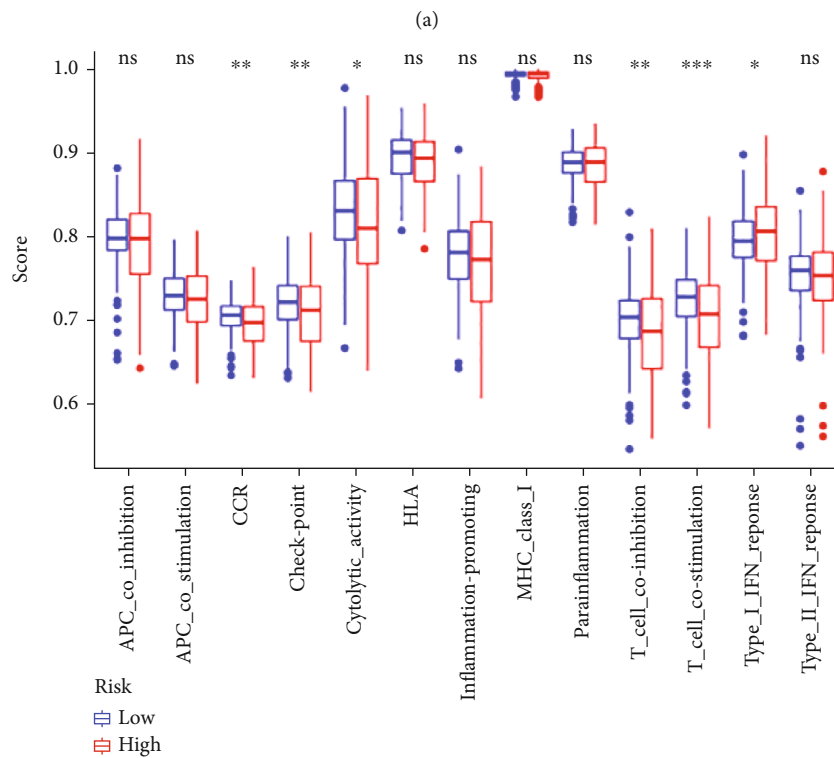 (a)
ns ns ** ** * ns ns ns ns ** *** * ns
1.0
0.9
0.8
0.7
0.6
Score
APC_co_inhibition
APC_co_stimulation
CCR
Check-point
Cytolytic_activity
HLA
Inflammation-promoting
MHC_class_I
Parainflammation
T_cell_co-inhibition
T_cell_co-stimulation
Type_I_IFN_reponse
Type_II_IFN_reponse
Risk
Low
High